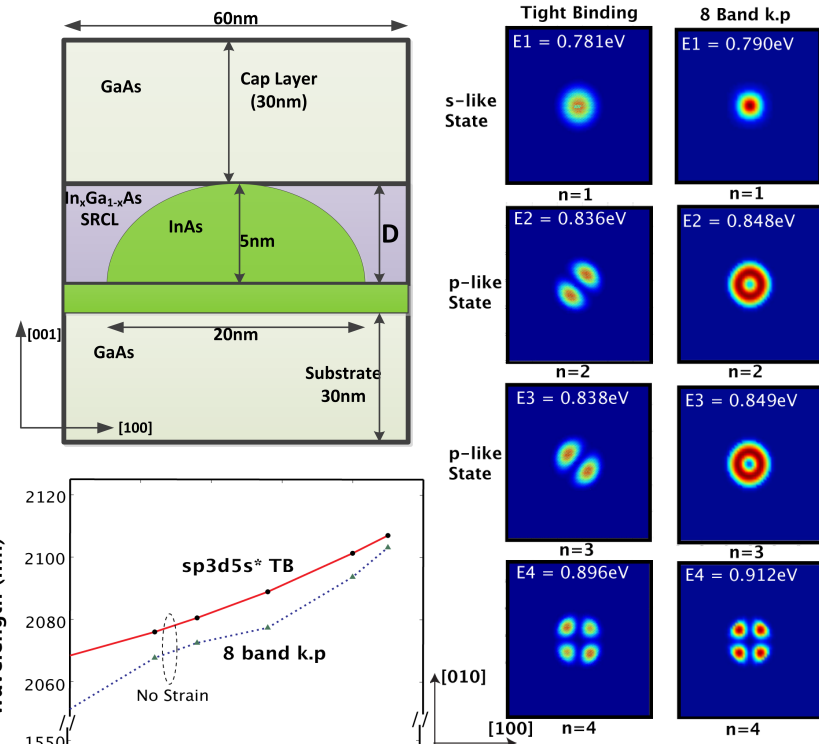 60nm
GaAs
Cap Layer
(30nm)
InxGa1-xAs
SRCL
InAs
5nm
D
20nm
[001]
GaAs
Substrate
30nm
[100]
2120
2100
2080
2060
1550
sp3d5s* TB
8 band k.p
No Strain
Tight Binding
8 Band k.p
s-like
State
E1 = 0.781eV
E1 = 0.790eV
n=1
n=1
p-like
State
E2 = 0.836eV
E2 = 0.848eV
n=2
n=2
p-like
State
E3 = 0.838eV
E3 = 0.849eV
n=3
n=3
E4 = 0.896eV
E4 = 0.912eV
n=4
n=4
[010]
[100]